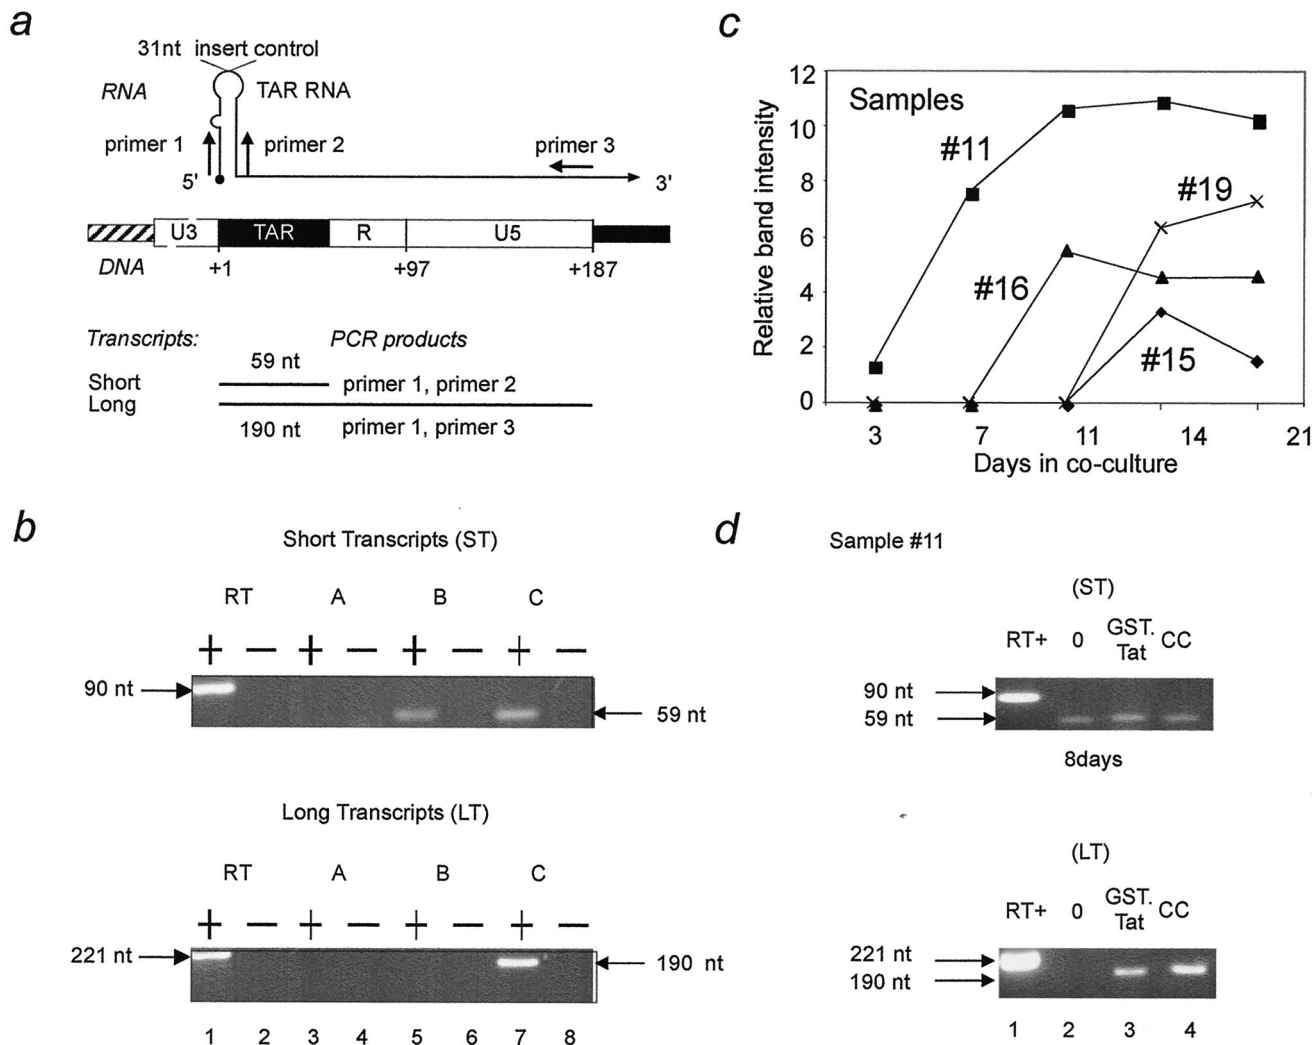 a
31nt insert control
RNA
TAR RNA
primer 1
primer 2
primer 3
5'
3'
U3
TAR
R
U5
DNA
+1
+97
+187
Transcripts:
PCR products
59 nt
Short
primer 1, primer 2
Long
190 nt
primer 1, primer 3
b
Short Transcripts (ST)
RT A B C
+ — + — + — + —
90 nt
59 nt
Long Transcripts (LT)
RT A B C
+ — + — + — + —
221 nt
190 nt
1 2 3 4 5 6 7 8
c
Relative band intensity
12
10
8
6
4
2
0
Samples
#11
#19
#16
#15
3 7 11 14 21
Days in co-culture
d
Sample #11
(ST)
RT+ 0 GST. Tat CC
90 nt
59 nt
8days
(LT)
RT+ 0 GST. Tat CC
221 nt
190 nt
1 2 3 4